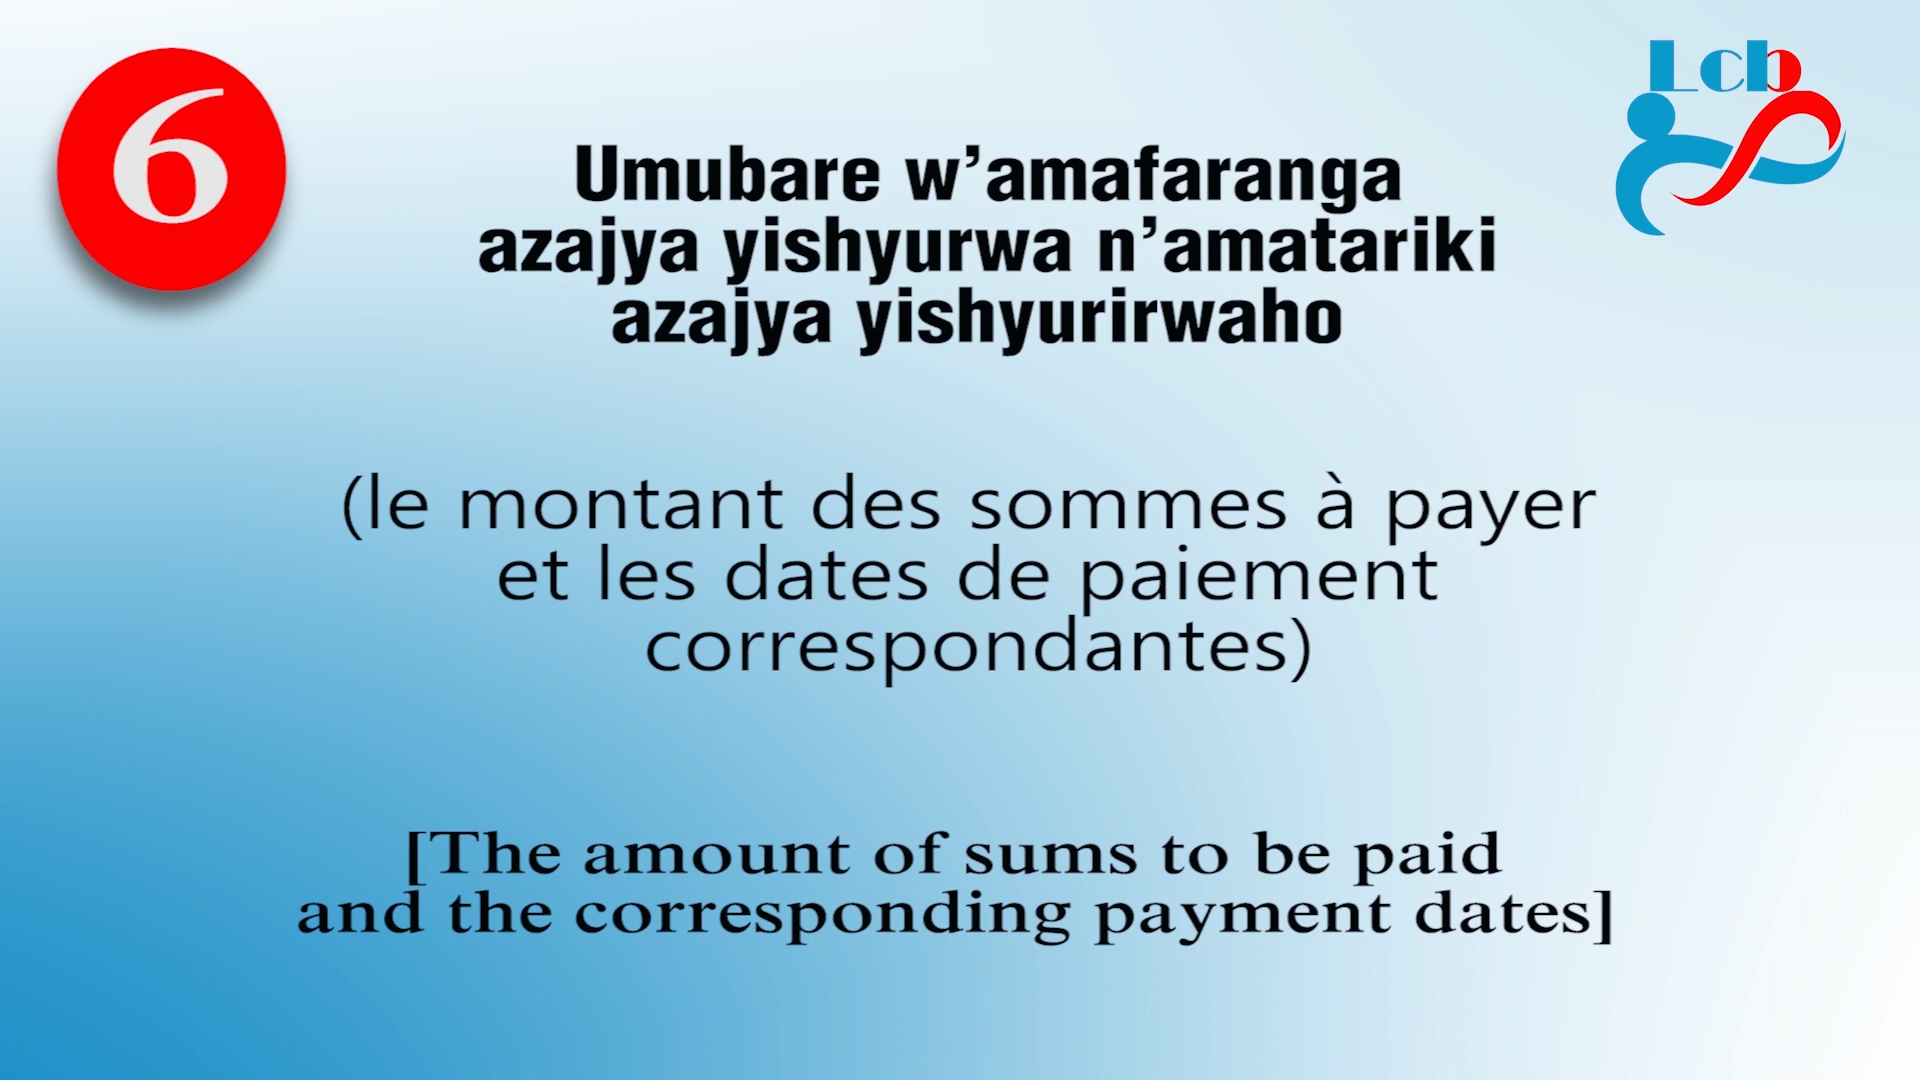 6
Lcb
Umubare w’amafaranga
azajya yishyurwa n’amatariki
azajya yishyurirwaho
(le montant des sommes à payer
et les dates de paiement
correspondantes)
[The amount of sums to be paid
and the corresponding payment dates]